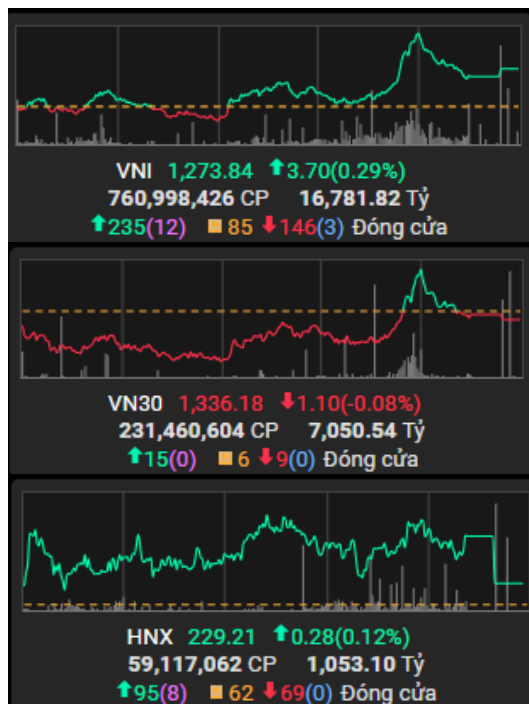 VNI 1,273.84 ⬆3.70(0.29%)
760,998,426 CP 16,781.82 Tỷ
⬆235(12) ■ 85 ⬇146(3) Đóng cửa
VN30 1,336.18 ⬇1.10(-0.08%)
231,460,604 CP 7,050.54 Tỷ
⬆15(0) ■ 6 ⬇9(0) Đóng cửa
HNX 229.21 ⬆0.28(0.12%)
59,117,062 CP 1,053.10 Tỷ
⬆95(8) ■ 62 ⬇69(0) Đóng cửa